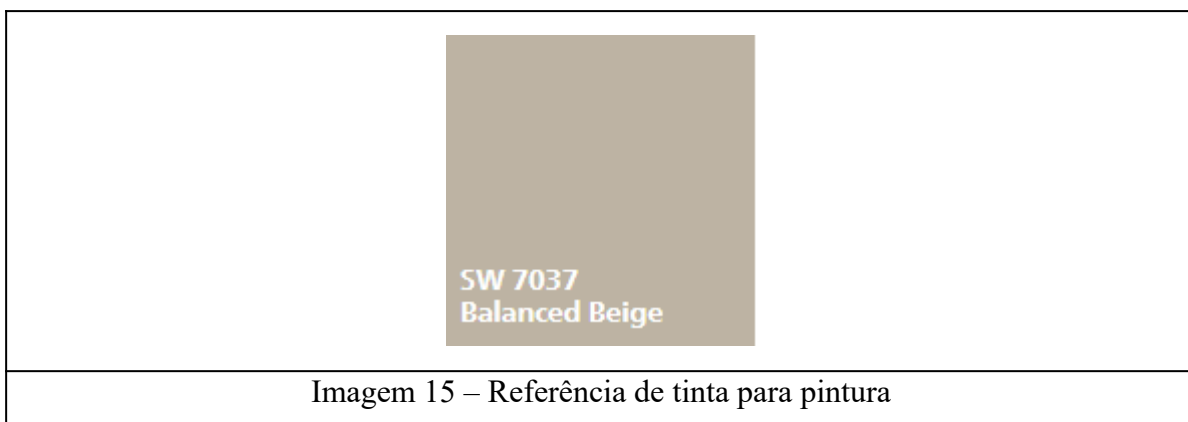 SW 7037
Balanced Beige
Imagem 15 – Referência de tinta para pintura